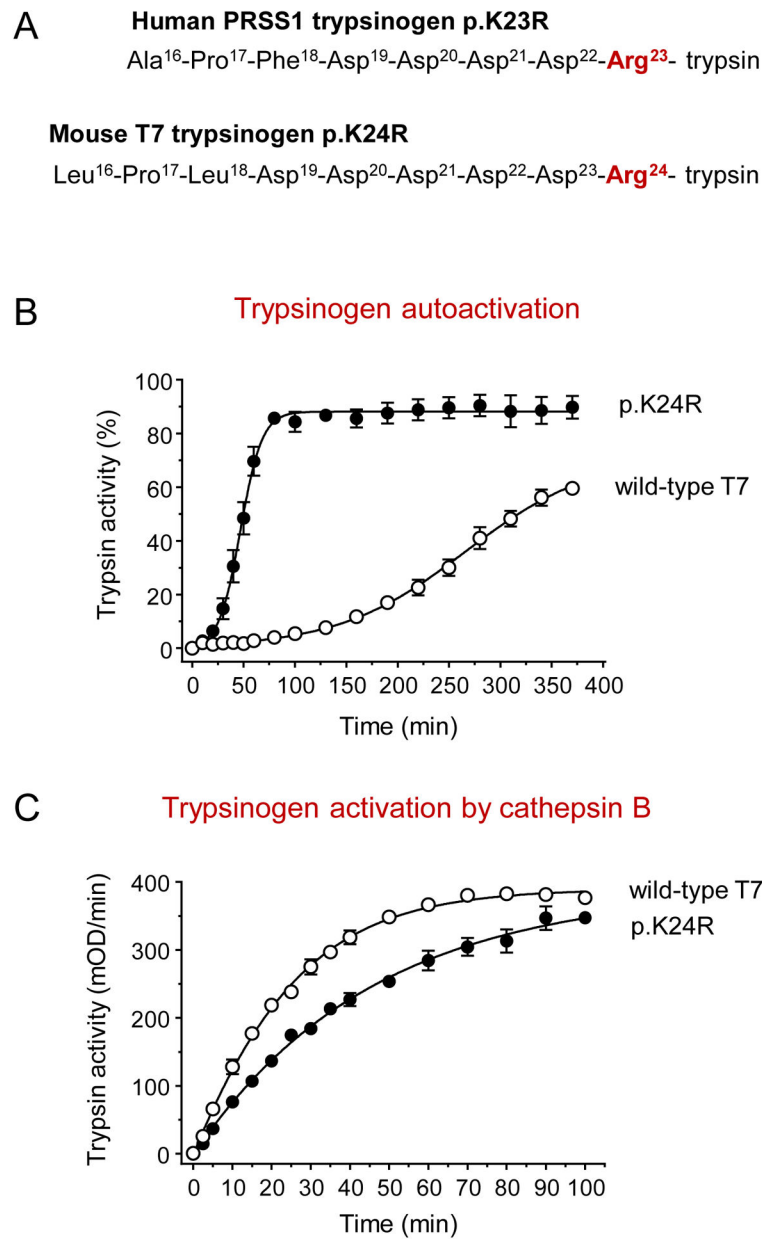 A
Human PRSS1 trypsinogen p.K23R
Ala¹⁶-Pro¹⁷-Phe¹⁸-Asp¹⁹-Asp²⁰-Asp²¹-Asp²²-Arg²³- trypsin
Mouse T7 trypsinogen p.K24R
Leu¹⁶-Pro¹⁷-Leu¹⁸-Asp¹⁹-Asp²⁰-Asp²¹-Asp²²-Asp²³-Arg²⁴- trypsin
B
Trypsinogen autoactivation
Trypsin activity (%)
100
80
60
40
20
0
p.K24R
wild-type T7
0 50 100 150 200 250 300 350 400
Time (min)
C
Trypsinogen activation by cathepsin B
Trypsin activity (mOD/min)
400
300
200
100
0
wild-type T7
p.K24R
0 10 20 30 40 50 60 70 80 90 100
Time (min)